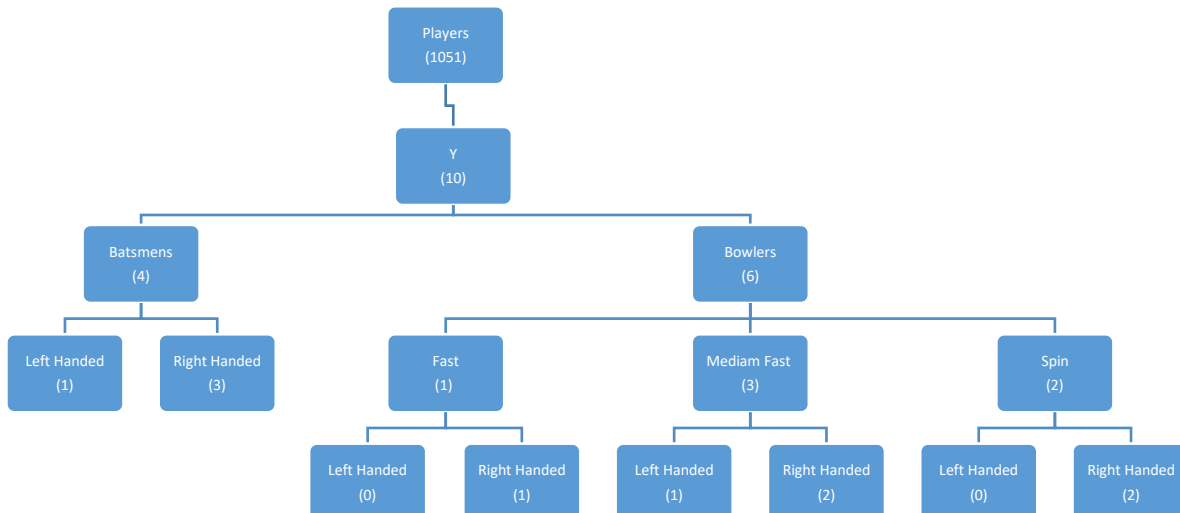 Players
(1051)
Y
(10)
Batsmens
(4)
Bowlers
(6)
Left Handed
(1)
Right Handed
(3)
Fast
(1)
Mediam Fast
(3)
Spin
(2)
Left Handed
(0)
Right Handed
(1)
Left Handed
(1)
Right Handed
(2)
Left Handed
(0)
Right Handed
(2)